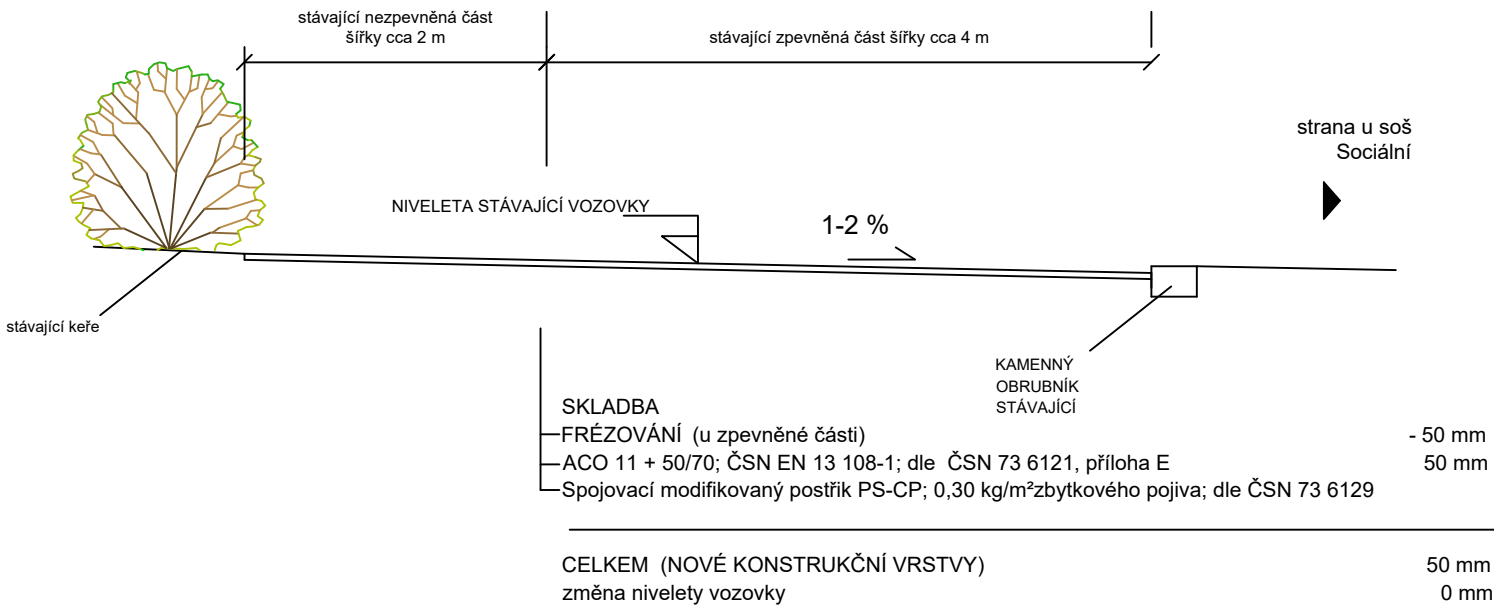 stávající nezpevněná část
šířky cca 2 m
stávající zpevněná část šířky cca 4 m
strana u soš
Sociální
NIVELETA STÁVAJÍCÍ VOZOVKY
1-2 %
stávající keře
KAMENNÝ
OBRUBNÍK
STÁVAJÍCÍ
SKLADBA
FRÉZOVÁNÍ (u zpevněné části) - 50 mm
ACO 11 + 50/70; ČSN EN 13 108-1; dle ČSN 73 6121, příloha E 50 mm
Spojovací modifikovaný postřik PS-CP; 0,30 kg/m²zbytkového pojiva; dle ČSN 73 6129
CELKEM (NOVÉ KONSTRUKČNÍ VRSTVY) 50 mm
změna nivelety vozovky 0 mm